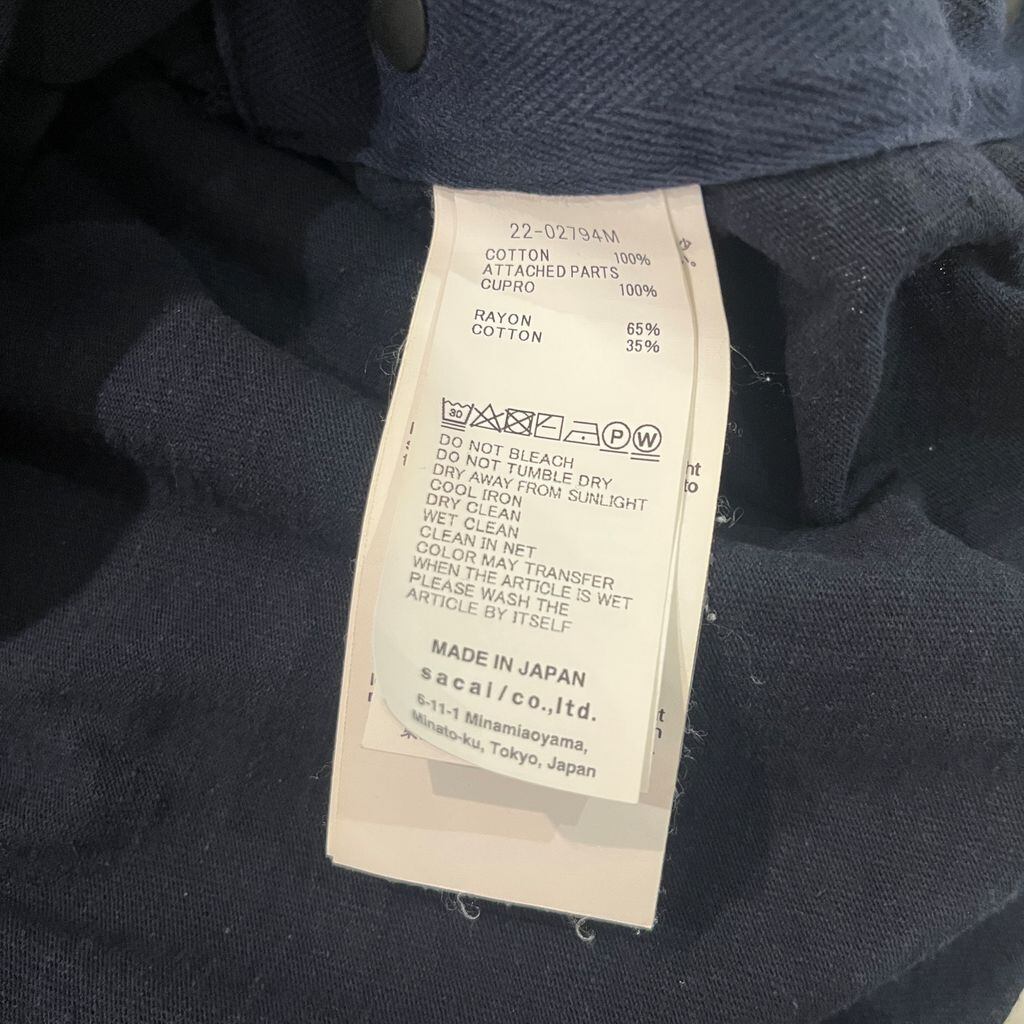 22-02794M
COTTON 100%
ATTACHED PARTS
CUPRO 100%
RAYON 65%
COTTON 35%
30
P W
DO NOT BLEACH
DO NOT TUMBLE DRY
DRY AWAY FROM SUNLIGHT
COOL IRON
DRY CLEAN
WET CLEAN
CLEAN IN NET
COLOR MAY TRANSFER
WHEN THE ARTICLE IS WET
PLEASE WASH THE
ARTICLE BY ITSELF
MADE IN JAPAN
sacai/co.,ltd.
6-11-1 Minamiaoyama,
Minato-ku, Tokyo, Japan
to